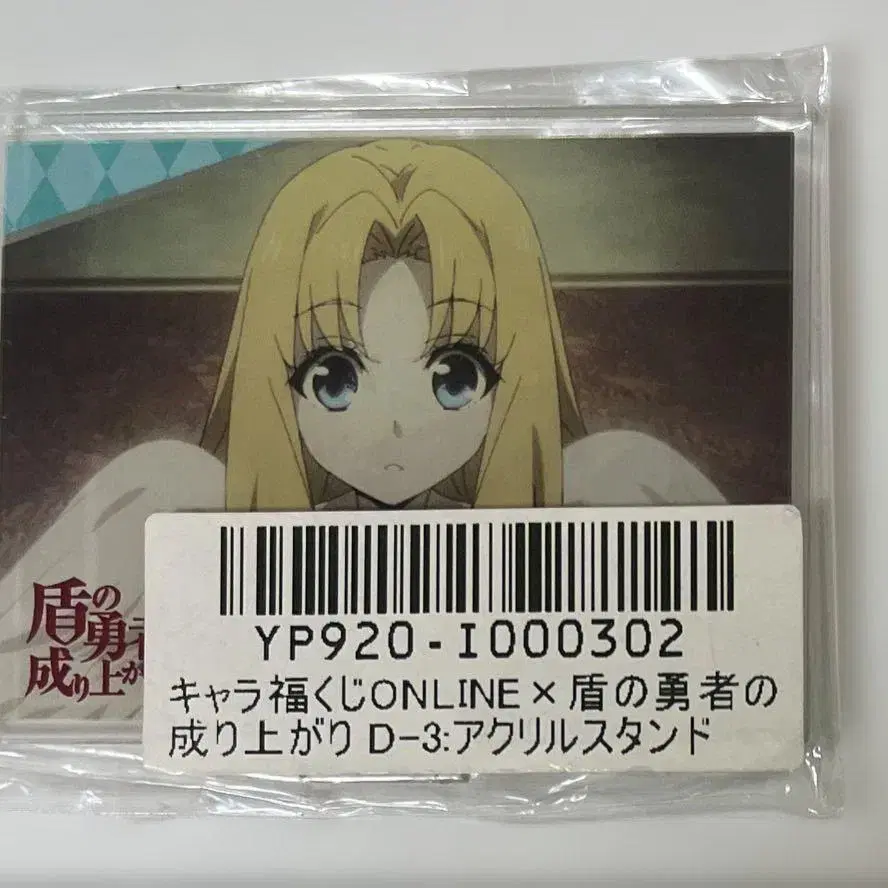 盾の勇者
成り上が
YP920-I000302
キャラ福くじONLINE×盾の勇者の
成り上がり D-3:アクリルスタンド